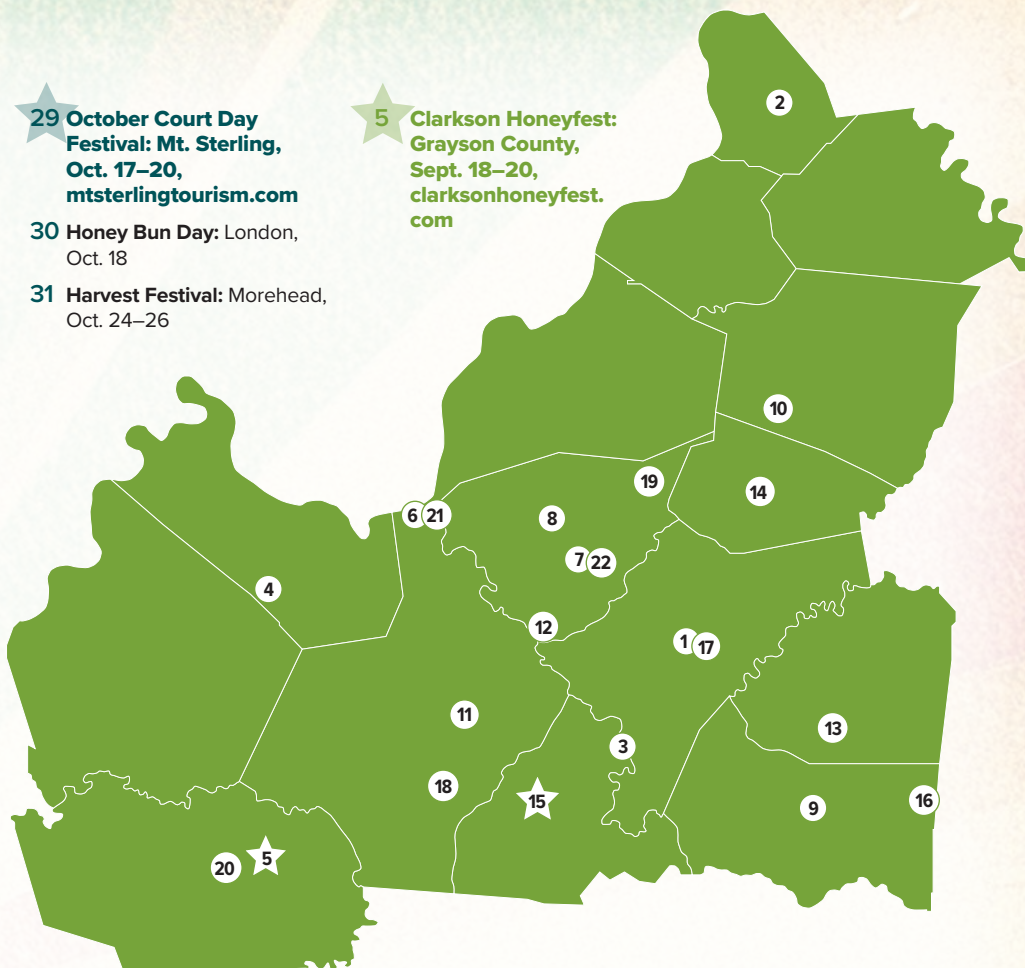 29 October Court Day
Festival: Mt. Sterling,
Oct. 17–20,
mtsterlingtourism.com
30 Honey Bun Day: London,
Oct. 18
31 Harvest Festival: Morehead,
Oct. 24–26
5 Clarkson Honeyfest:
Grayson County,
Sept. 18–20,
clarksonhoneyfest.
com
2
10
19
14
6 21
8
7 22
4
12
1 17
11
13
3
18
15
16
9
20 5